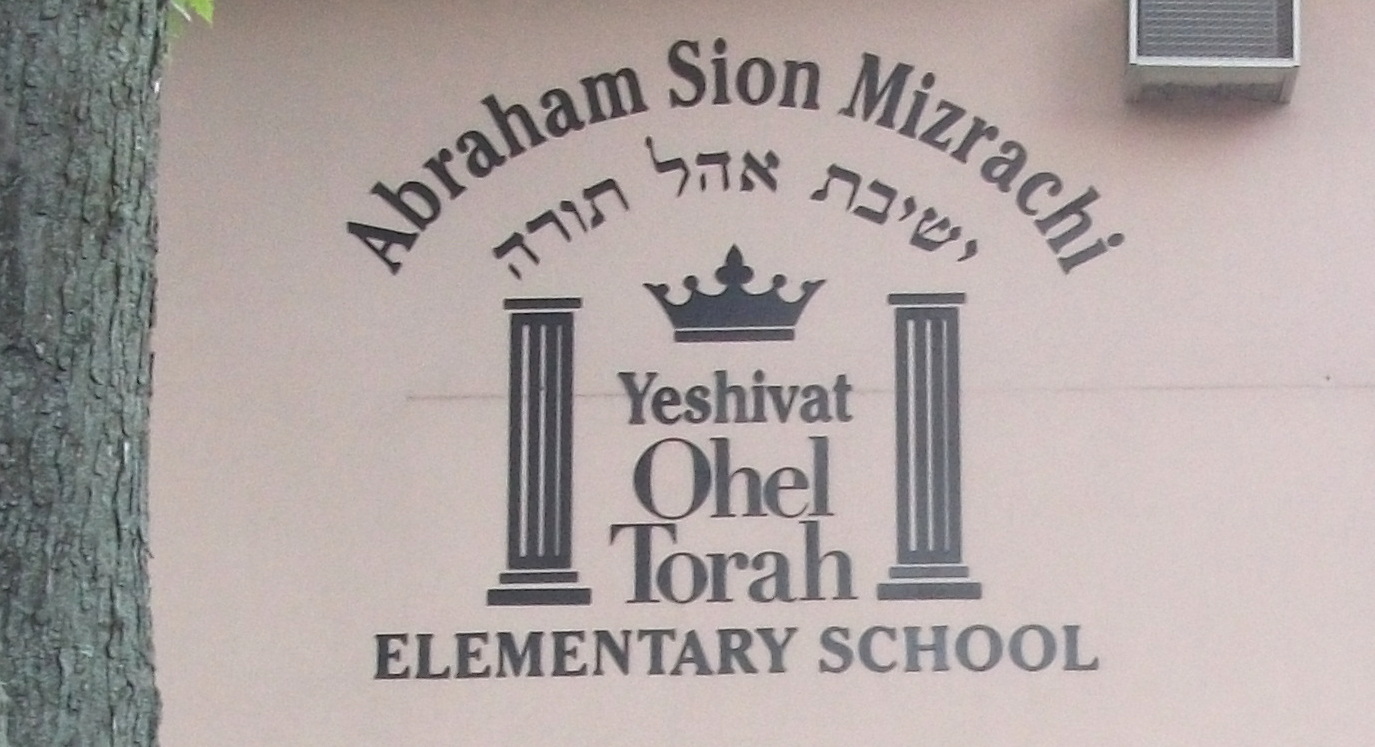 Abraham Sion Mizrachi
ישיבת אהל תורה
Yeshivat
Ohel
Torah
ELEMENTARY SCHOOL